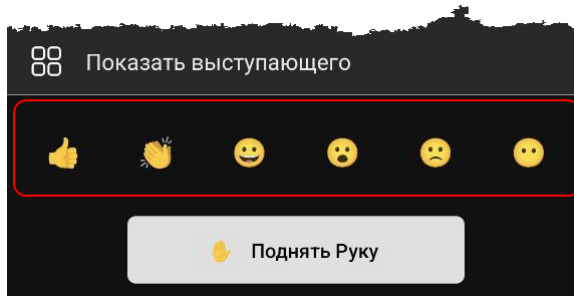 Показать выступающего
Поднять Руку